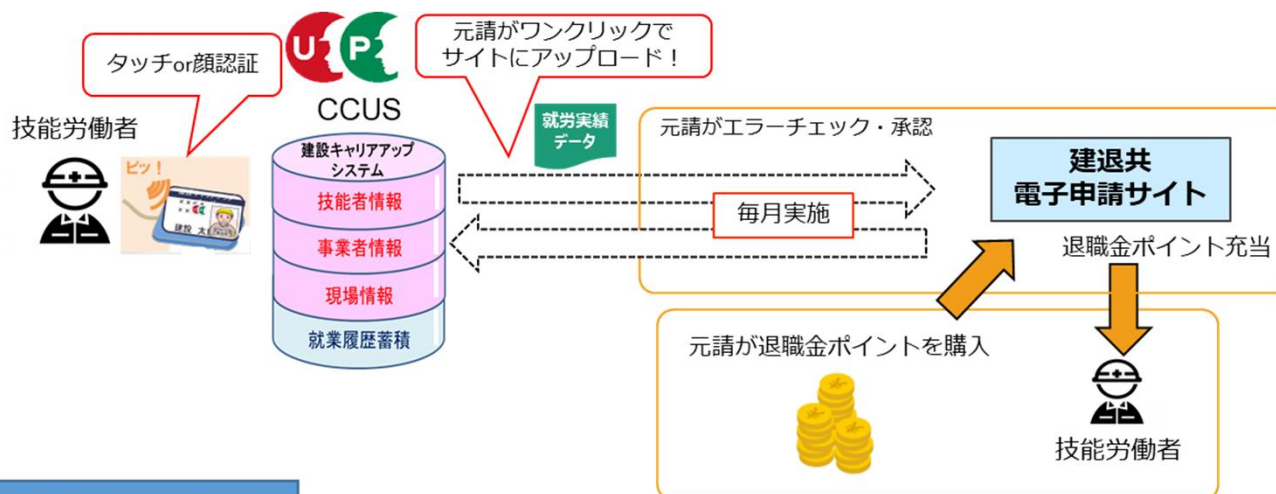 タッチor顔認証
U P
CCUS
元請がワンクリックで
サイトにアップロード！
技能労働者
ピッ！
建設キャリアアップ
システム
技能者情報
事業者情報
現場情報
就業履歴蓄積
就労実績
データ
元請がエラーチェック・承認
毎月実施
建退共
電子申請サイト
退職金ポイント充当
元請が退職金ポイントを購入
技能労働者